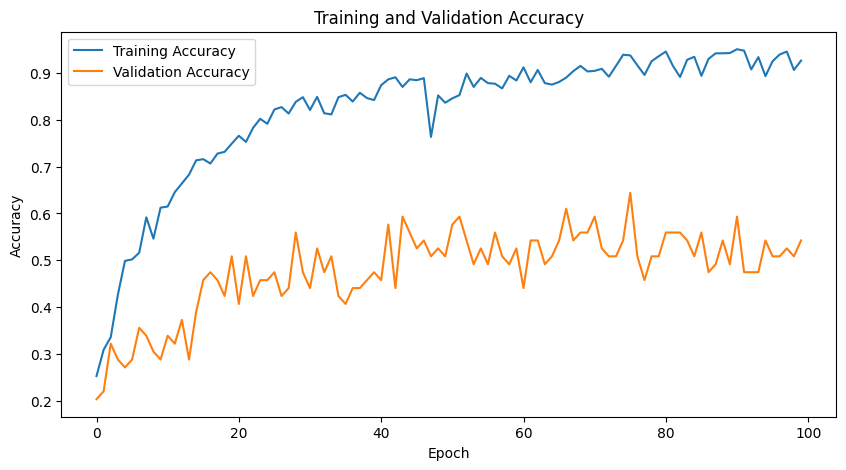 Training and Validation Accuracy
Training Accuracy
Validation Accuracy
Accuracy
0.9
0.8
0.7
0.6
0.5
0.4
0.3
0.2
0 20 40 60 80 100
Epoch